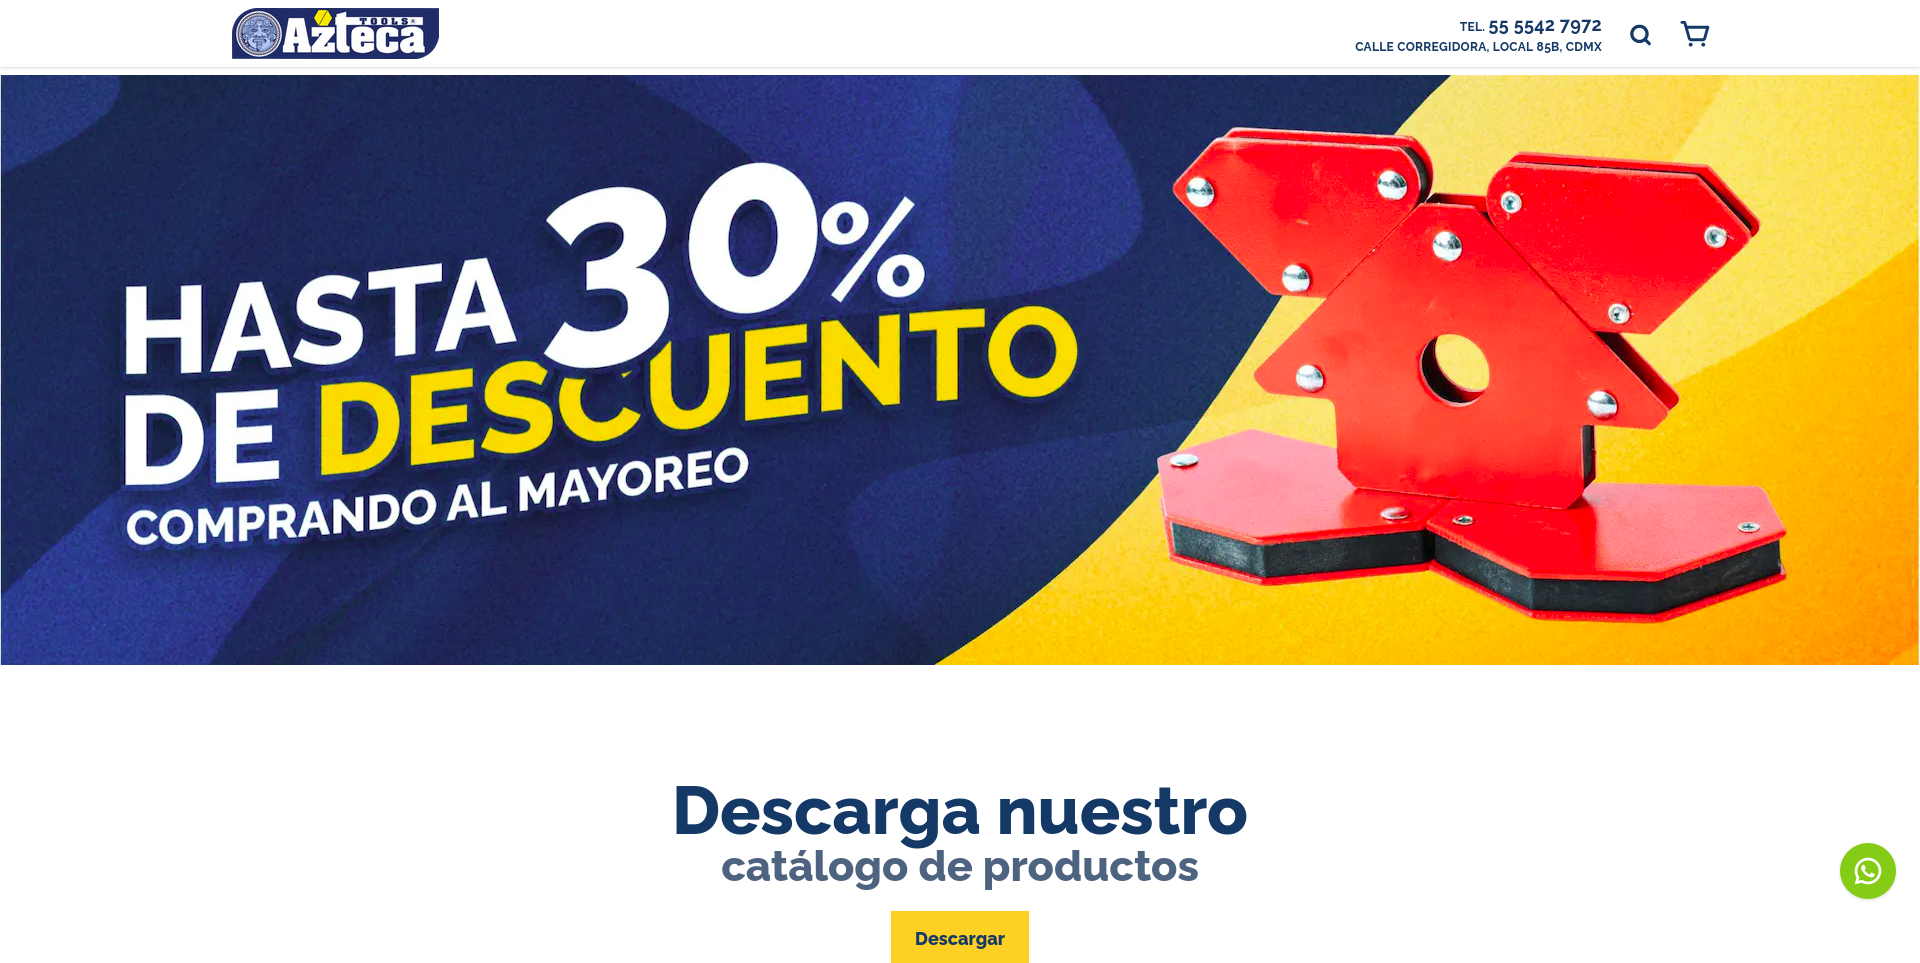 TOOLS
Azteca
TEL. 55 5542 7972
CALLE CORREGIDORA, LOCAL 85B, CDMX
HASTA 30%
DE DESCUENTO
COMPRANDO AL MAYOREO
Descarga nuestro
catálogo de productos
Descargar